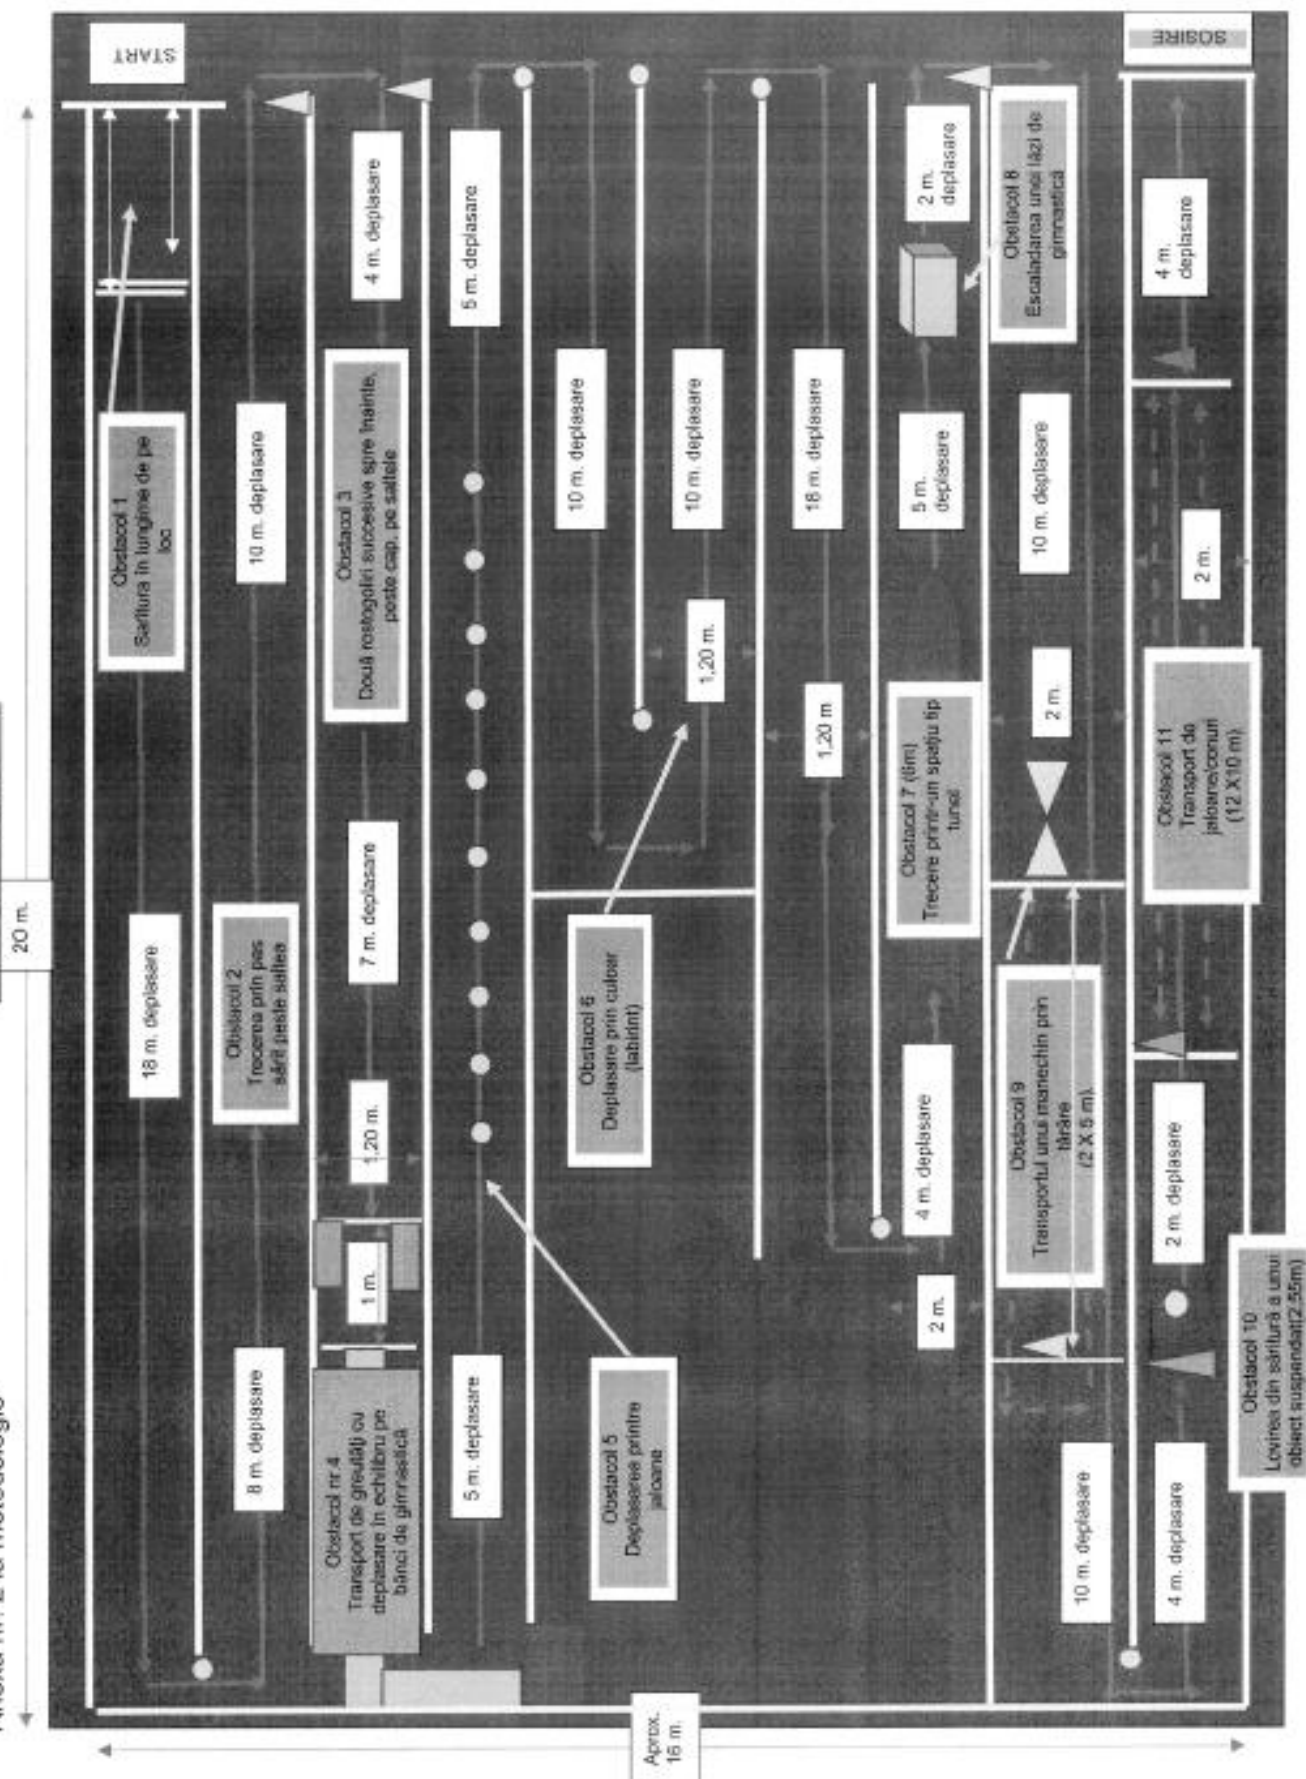 Anexa nr. 2 la metodologie
20 m.
Aprox.
16 m.
START
Obstacol 1
Săritura în lungime de pe
loc
18 m. deplasare
8 m. deplasare
Obstacol 2
Trecerea prin pas
sărit peste saltea
10 m. deplasare
4 m. deplasare
Obstacol 3
Două rostogoliri succesive spre înainte,
peste cap, pe saltele
7 m. deplasare
1,20 m.
1 m.
Obstacol nr 4
Transport de greutăți cu
deplasare în echilibru pe
bănci de gimnastică
5 m. deplasare
Obstacol 5
Deplasarea printre
jaloane
5 m. deplasare
10 m. deplasare
Obstacol 6
Deplasare prin culoar
(labirint)
1,20 m.
10 m. deplasare
18 m. deplasare
1,20 m
2 m.
4 m. deplasare
Obstacol 7
Trecere printr-un spațiu tip
tunel
5 m.
deplasare
2 m.
deplasare
Obstacol 8
Escaladarea unei lăzi de
gimnastică
10 m. deplasare
2 m.
Obstacol 9
Transportul unui manechin prin
târâre
(2 X 5 m).
10 m. deplasare
4 m. deplasare
Obstacol 10
Lovirea din săritură a unui
obiect suspendat(2,55m)
2 m. deplasare
Obstacol 11
Transport de
jaloane/conuri
(12 X10 m).
2 m.
4 m.
deplasare
SOSIRE